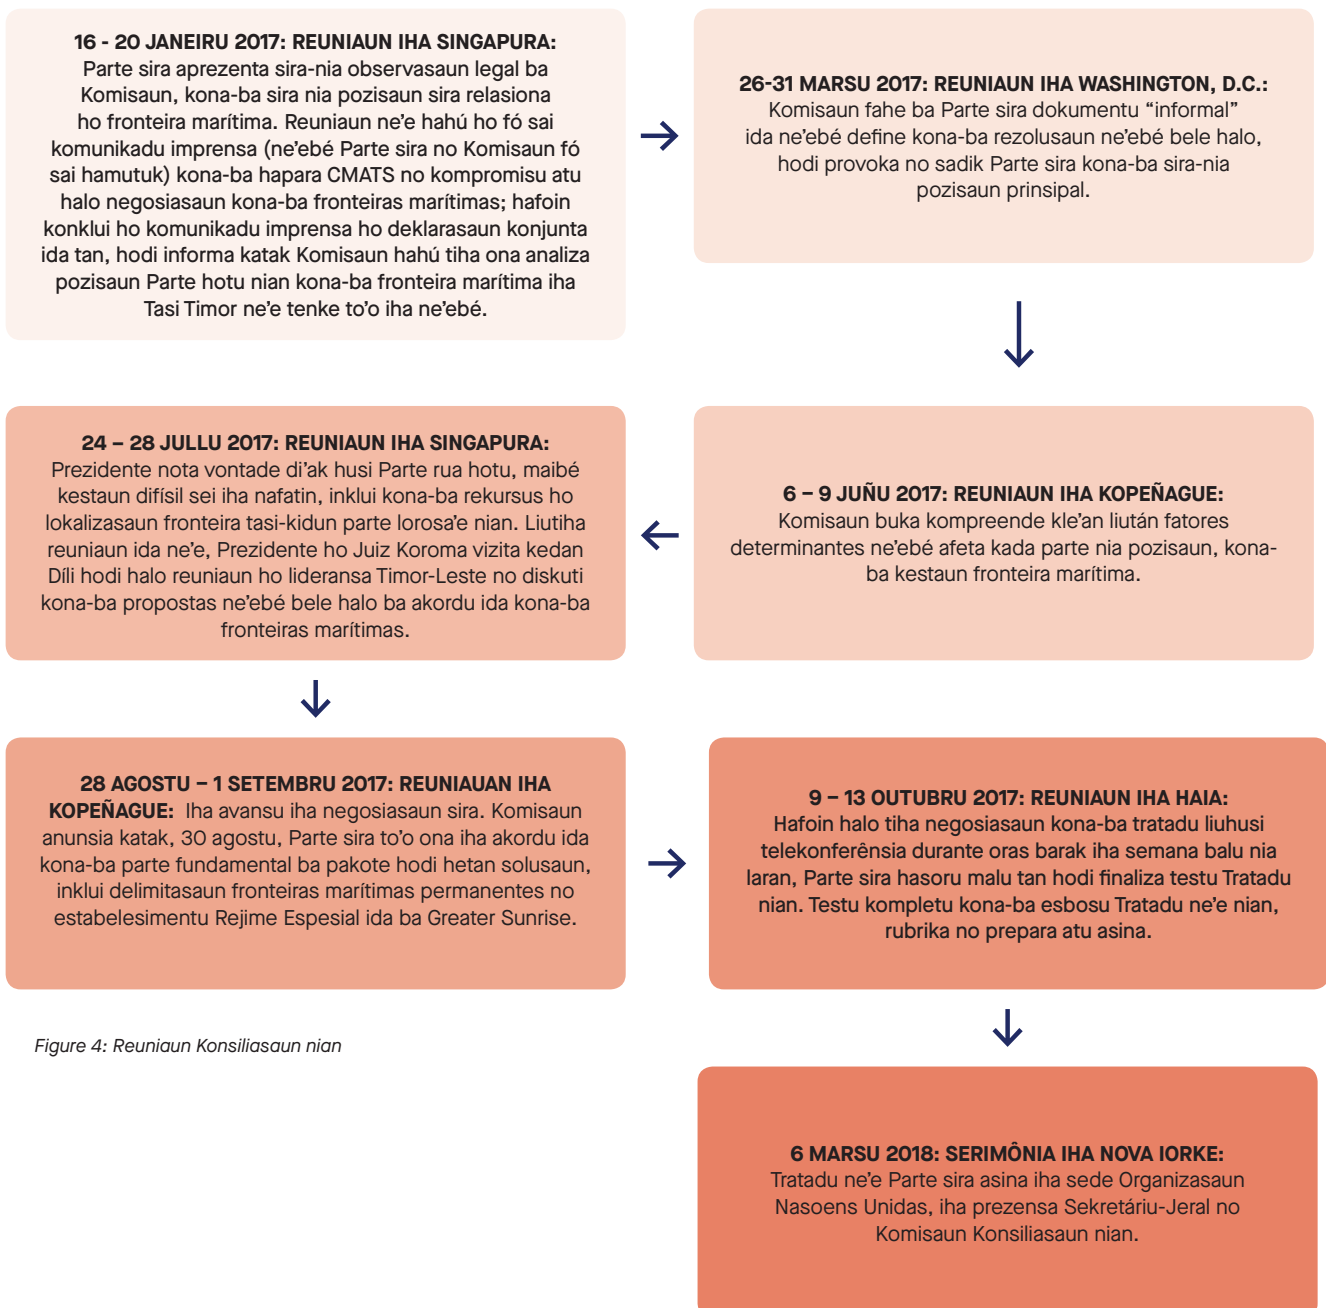 16 - 20 JANEIRU 2017: REUNIAUN IHA SINGAPURA:
Parte sira aprezenta sira-nia observasaun legal ba
Komisaun, kona-ba sira nia pozisaun sira relasiona
ho fronteira marítima. Reuniaun ne'e hahú ho fó sai
komunikadu imprensa (ne'ebé Parte sira no Komisaun fó
sai hamutuk) kona-ba hapara CMATS no kompromisu atu
halo negosiasaun kona-ba fronteiras marítimas; hafoin
konklui ho komunikadu imprensa ho deklarasaun konjunta
ida tan, hodi informa katak Komisaun hahú tiha ona analiza
pozisaun Parte hotu nian kona-ba fronteira marítima iha
Tasi Timor ne'e tenke to'o iha ne'ebé.
26-31 MARSU 2017: REUNIAUN IHA WASHINGTON, D.C.:
Komisaun fahe ba Parte sira dokumentu “informal”
ida ne'ebé define kona-ba rezolusaun ne'ebé bele halo,
hodi provoka no sadik Parte sira kona-ba sira-nia
pozisaun prinsipal.
6 – 9 JUÑU 2017: REUNIAUN IHA KOPEÑAGUE:
Komisaun buka kompreende kle'an liután fatores
determinantes ne'ebé afeta kada parte nia pozisaun, kona-
ba kestaun fronteira marítima.
24 – 28 JULLU 2017: REUNIAUN IHA SINGAPURA:
Prezidente nota vontade di'ak husi Parte rua hotu, maibé
kestaun difísil sei iha nafatin, inklui kona-ba rekursus ho
lokalizasaun fronteira tasi-kidun parte lorosa'e nian. Liutiha
reuniaun ida ne'e, Prezidente ho Juiz Koroma vizita kedan
Díli hodi halo reuniaun ho lideransa Timor-Leste no diskuti
kona-ba propostas ne'ebé bele halo ba akordu ida kona-ba
fronteiras marítimas.
28 AGOSTU – 1 SETEMBRU 2017: REUNIAUAN IHA
KOPEÑAGUE: Iha avansu iha negosiasaun sira. Komisaun
anunsia katak, 30 agostu, Parte sira to'o ona iha akordu ida
kona-ba parte fundamental ba pakote hodi hetan solusaun,
inklui delimitasaun fronteiras marítimas permanentes no
estabelesimentu Rejime Espesial ida ba Greater Sunrise.
9 – 13 OUTUBRU 2017: REUNIAUN IHA HAIA:
Hafoin halo tiha negosiasaun kona-ba tratadu liuhusi
telekonferênsia durante oras barak iha semana balu nia
laran, Parte sira hasoru malu tan hodi finaliza testu Tratadu
nian. Testu kompletu kona-ba esbosu Tratadu ne'e nian,
rubrika no prepara atu asina.
6 MARSU 2018: SERIMÔNIA IHA NOVA IORKE:
Tratadu ne'e Parte sira asina iha sede Organizasaun
Nasoens Unidas, iha prezensa Sekretáriu-Jeral no
Komisaun Konsiliasaun nian.
Figure 4: Reuniaun Konsiliasaun nian